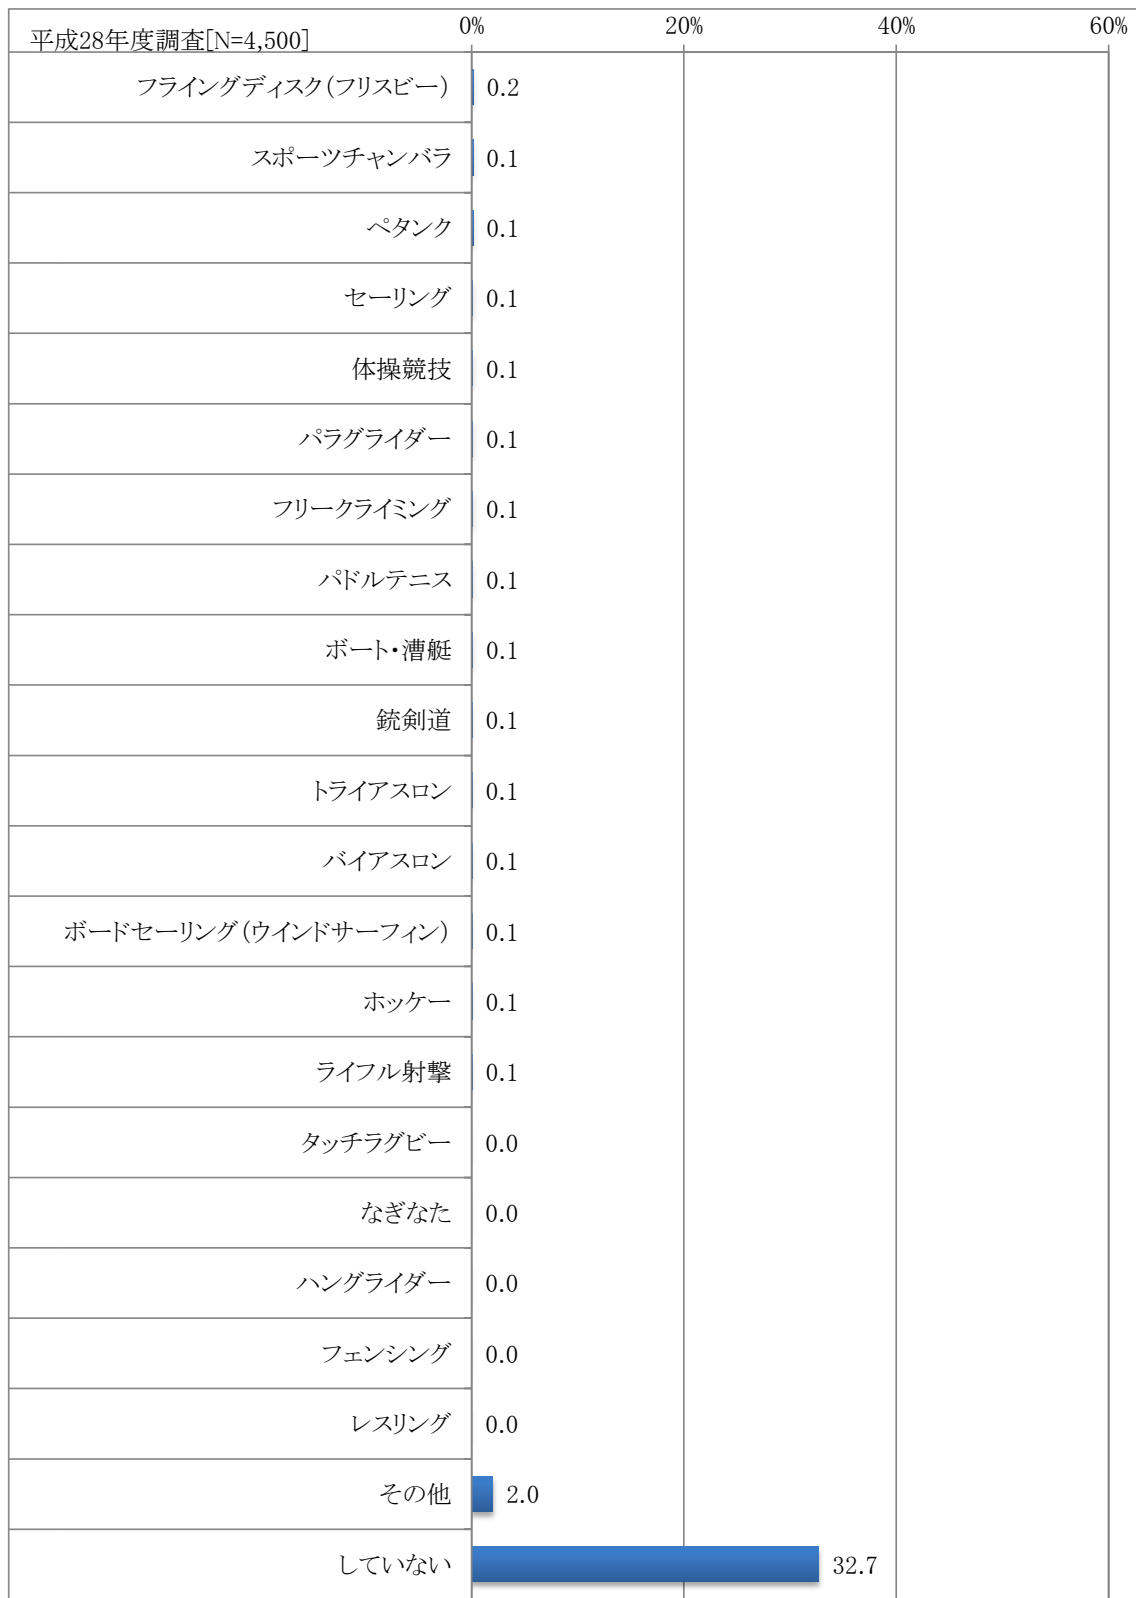 0% 20% 40% 60%
平成28年度調査[N=4,500]
フライングディスク(フリスビー) 0.2
スポーツチャンバラ 0.1
ペタンク 0.1
セーリング 0.1
体操競技 0.1
パラグライダー 0.1
フリークライミング 0.1
パドルテニス 0.1
ボート・漕艇 0.1
銃剣道 0.1
トライアスロン 0.1
バイアスロン 0.1
ボードセーリング(ウインドサーフィン) 0.1
ホッケー 0.1
ライフル射撃 0.1
タッチラグビー 0.0
なぎなた 0.0
ハングライダー 0.0
フェンシング 0.0
レスリング 0.0
その他 2.0
していない 32.7